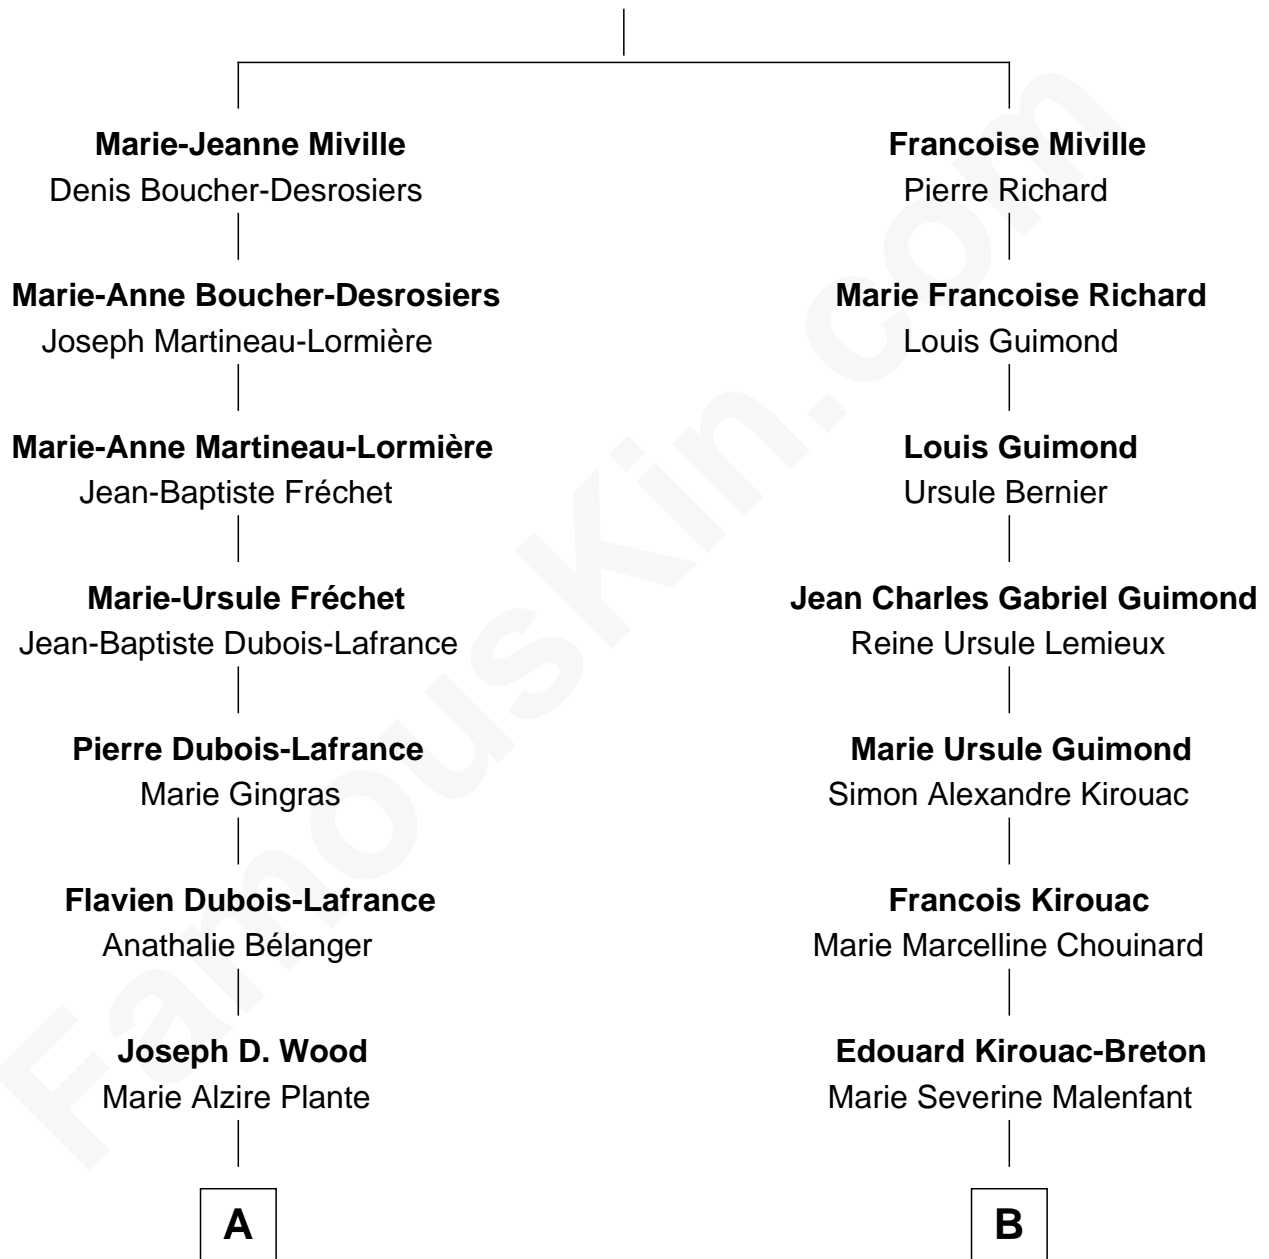 Marie-Jeanne Miville
Denis Boucher-Desrosiers
Marie-Anne Boucher-Desrosiers
Joseph Martineau-Lormière
Marie-Anne Martineau-Lormière
Jean-Baptiste Fréchet
Marie-Ursule Fréchet
Jean-Baptiste Dubois-Lafrance
Pierre Dubois-Lafrance
Marie Gingras
Flavien Dubois-Lafrance
Anathalie Bélanger
Joseph D. Wood
Marie Alzire Plante
A
Francoise Miville
Pierre Richard
Marie Francoise Richard
Louis Guimond
Louis Guimond
Ursule Bernier
Jean Charles Gabriel Guimond
Reine Ursule Lemieux
Marie Ursule Guimond
Simon Alexandre Kirouac
Francois Kirouac
Marie Marcelline Chouinard
Edouard Kirouac-Breton
Marie Severine Malenfant
B
FamousKin.com